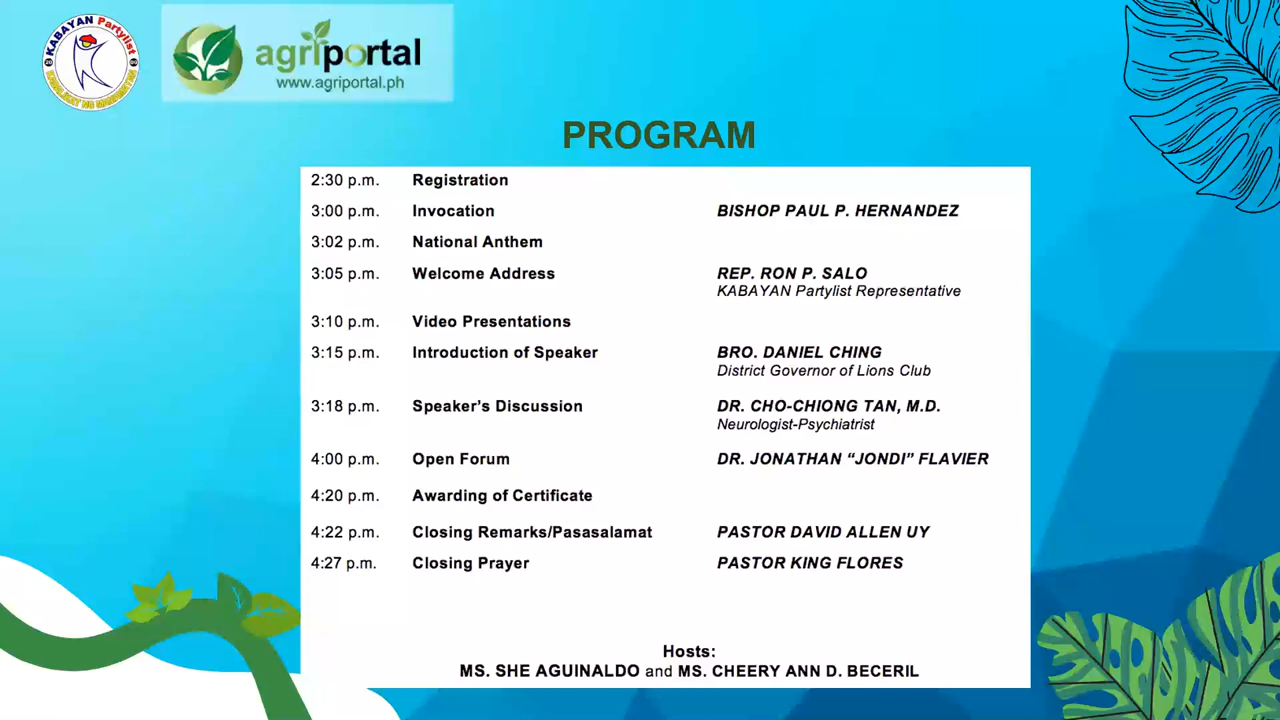 KABAYAN Partylist
agriportal
www.agriportal.ph
PROGRAM
2:30 p.m. Registration
3:00 p.m. Invocation BISHOP PAUL P. HERNANDEZ
3:02 p.m. National Anthem
3:05 p.m. Welcome Address REP. RON P. SALO
KABAYAN Partylist Representative
3:10 p.m. Video Presentations
3:15 p.m. Introduction of Speaker BRO. DANIEL CHING
District Governor of Lions Club
3:18 p.m. Speaker’s Discussion DR. CHO-CHIONG TAN, M.D.
Neurologist-Psychiatrist
4:00 p.m. Open Forum DR. JONATHAN “JONDI” FLAVIER
4:20 p.m. Awarding of Certificate
4:22 p.m. Closing Remarks/Pasasalamat PASTOR DAVID ALLEN UY
4:27 p.m. Closing Prayer PASTOR KING FLORES
Hosts:
MS. SHE AGUINALDO and MS. CHEERY ANN D. BECERIL